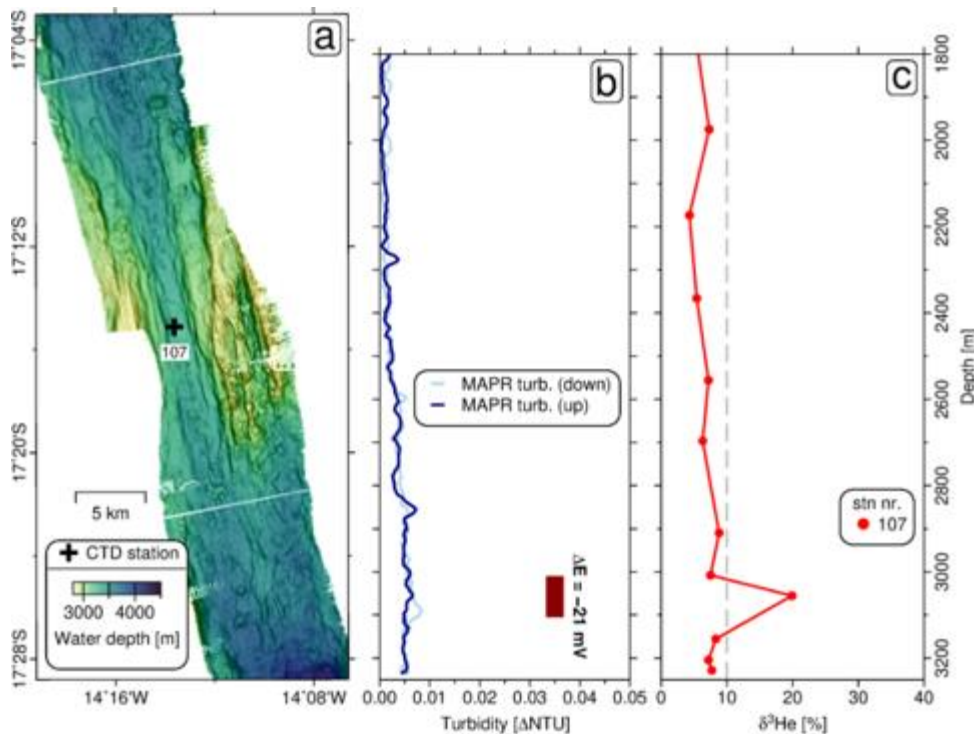 a
17°04'S
17°12'S
17°20'S
17°28'S
107
5 km
CTD station
3000 4000
Water depth [m]
14°16'W 14°08'W
b
MAPR turb. (down)
MAPR turb. (up)
ΔE = ~21 mV
0.00 0.01 0.02 0.03 0.04 0.05
Turbidity [ΔNTU]
c
stn nr.
107
0 10 20 30 40
δ³He [%]
1800
2000
2200
2400
2600
2800
3000
3200
Depth [m]